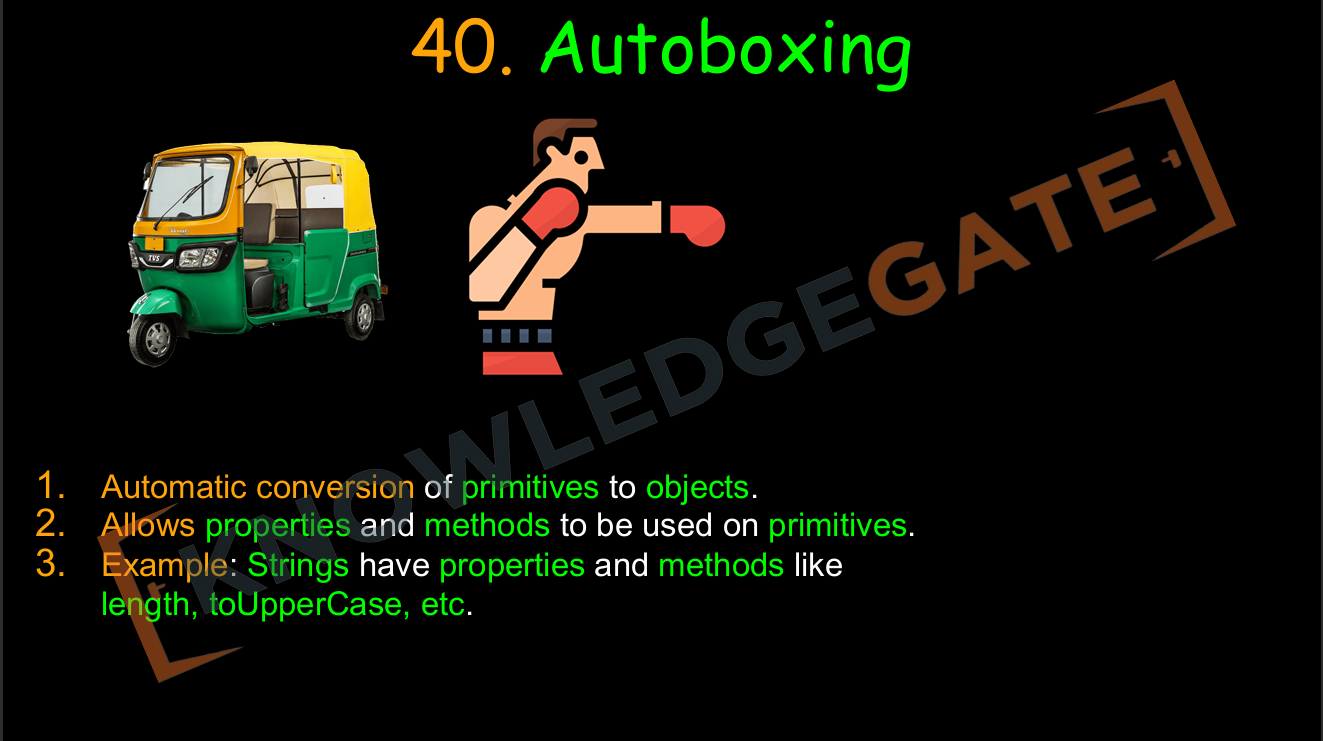 40. Autoboxing
TVS
KNOWLEDGEGATE
1. Automatic conversion of primitives to objects.
2. Allows properties and methods to be used on primitives.
3. Example: Strings have properties and methods like
length, toUpperCase, etc.